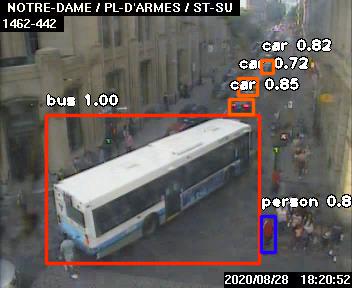 NOTRE-DAME / PL-D'ARMES / ST-SU
1462-442
car 0.82
car 0.72
car 0.85
bus 1.00
person 0.8
2020/08/28 18:20:52